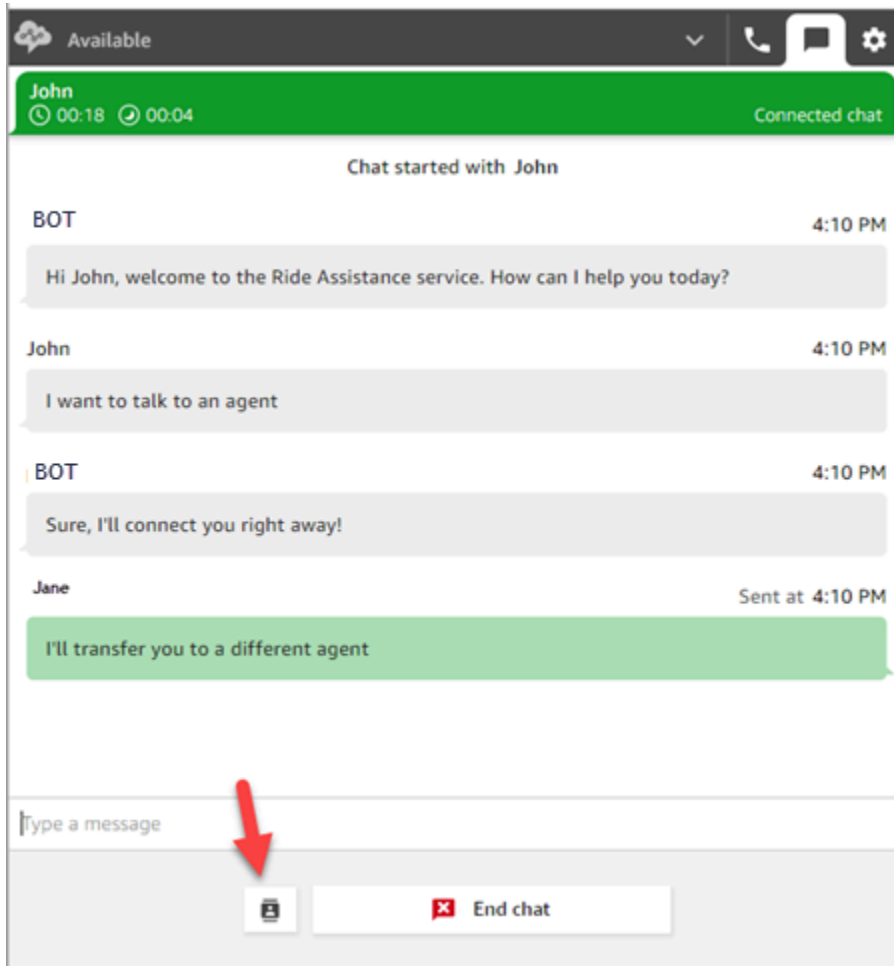 Available
John
00:18 00:04
Connected chat
Chat started with John
BOT
4:10 PM
Hi John, welcome to the Ride Assistance service. How can I help you today?
John
4:10 PM
I want to talk to an agent
BOT
4:10 PM
Sure, I'll connect you right away!
Jane
Sent at 4:10 PM
I'll transfer you to a different agent
Type a message
End chat